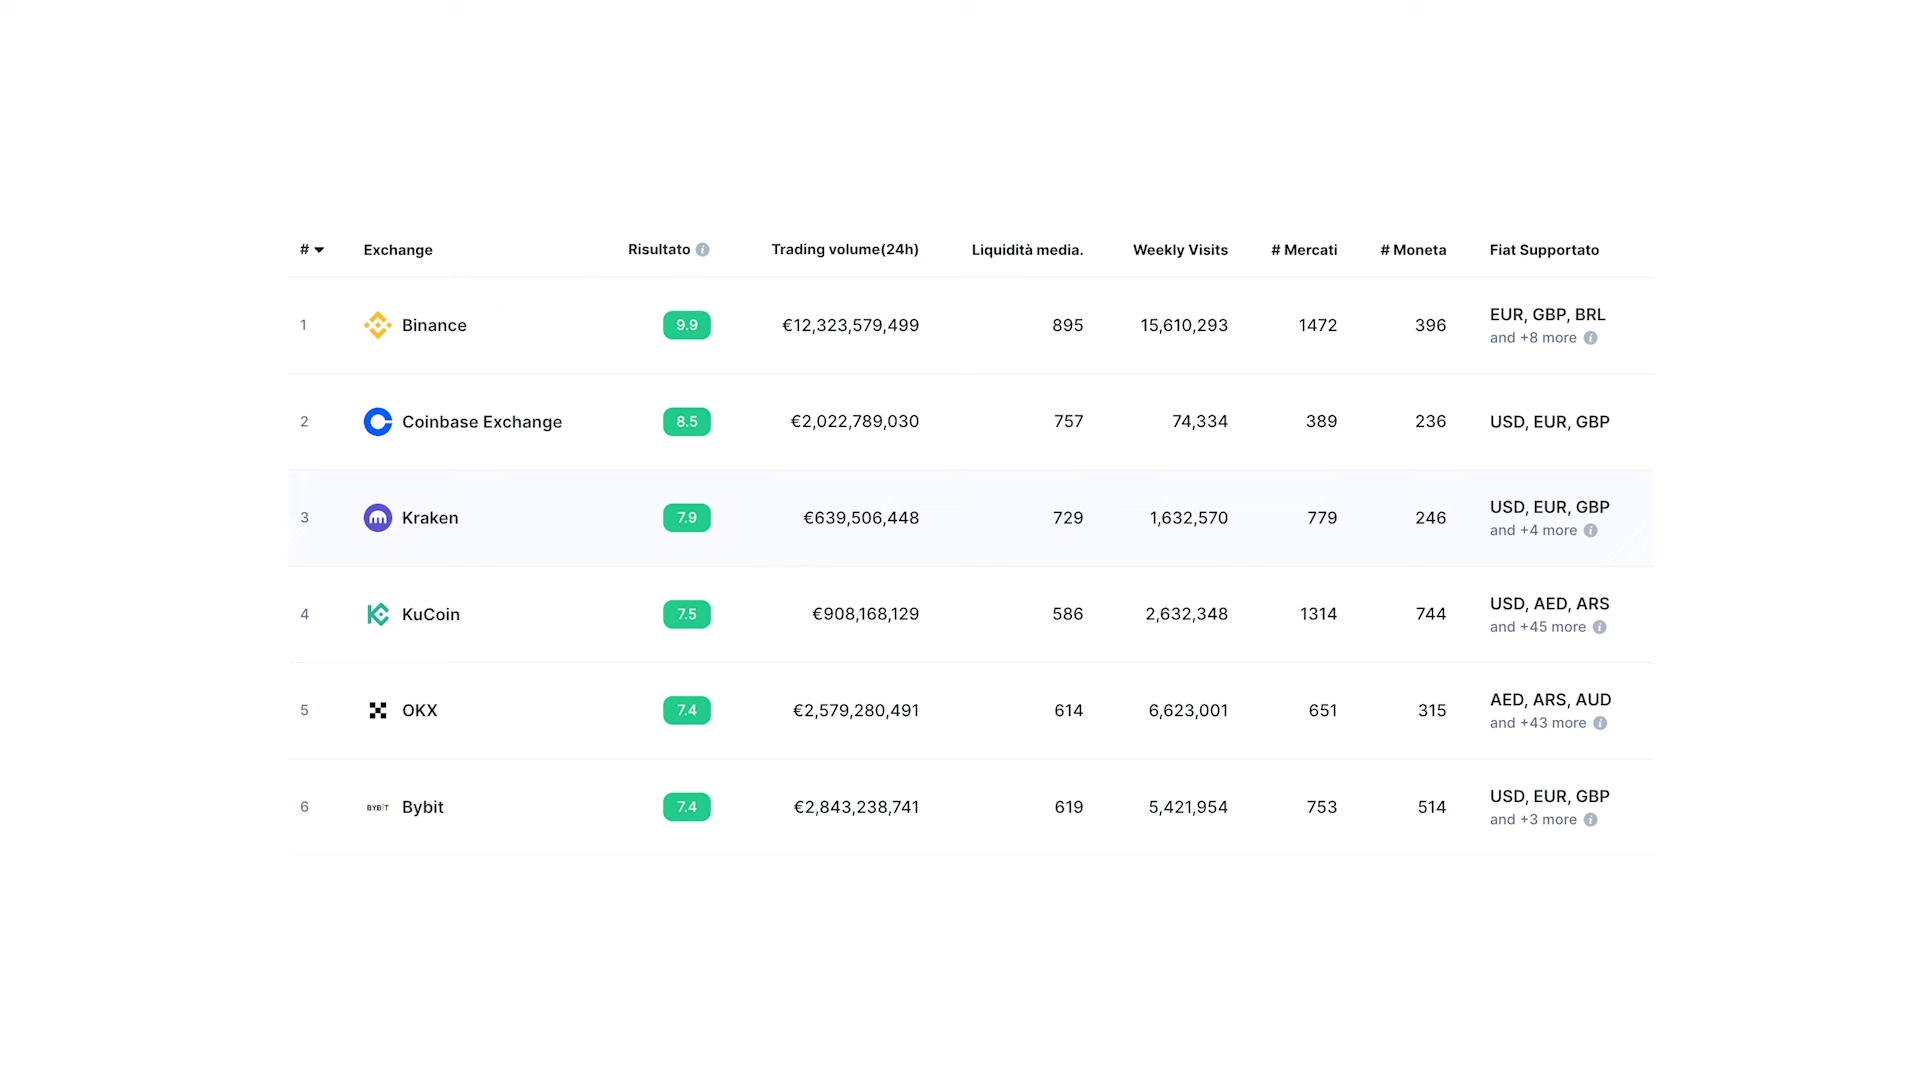 # Exchange Risultato Trading volume(24h) Liquidità media. Weekly Visits # Mercati # Moneta Fiat Supportato
1 Binance 9.9 €12,323,579,499 895 15,610,293 1472 396 EUR, GBP, BRL
and +8 more
2 Coinbase Exchange 8.5 €2,022,789,030 757 74,334 389 236 USD, EUR, GBP
3 Kraken 7.9 €639,506,448 729 1,632,570 779 246 USD, EUR, GBP
and +4 more
4 KuCoin 7.5 €908,168,129 586 2,632,348 1314 744 USD, AED, ARS
and +45 more
5 OKX 7.4 €2,579,280,491 614 6,623,001 651 315 AED, ARS, AUD
and +43 more
6 BYBIT Bybit 7.4 €2,843,238,741 619 5,421,954 753 514 USD, EUR, GBP
and +3 more